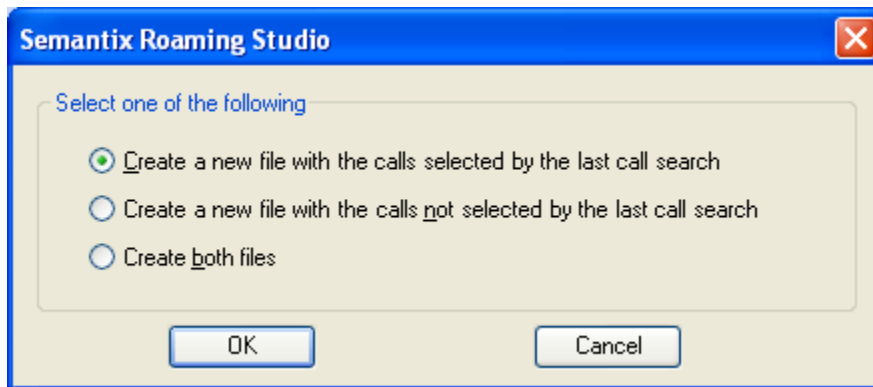 Semantix Roaming Studio
Select one of the following
Create a new file with the calls selected by the last call search
Create a new file with the calls not selected by the last call search
Create both files
OK
Cancel